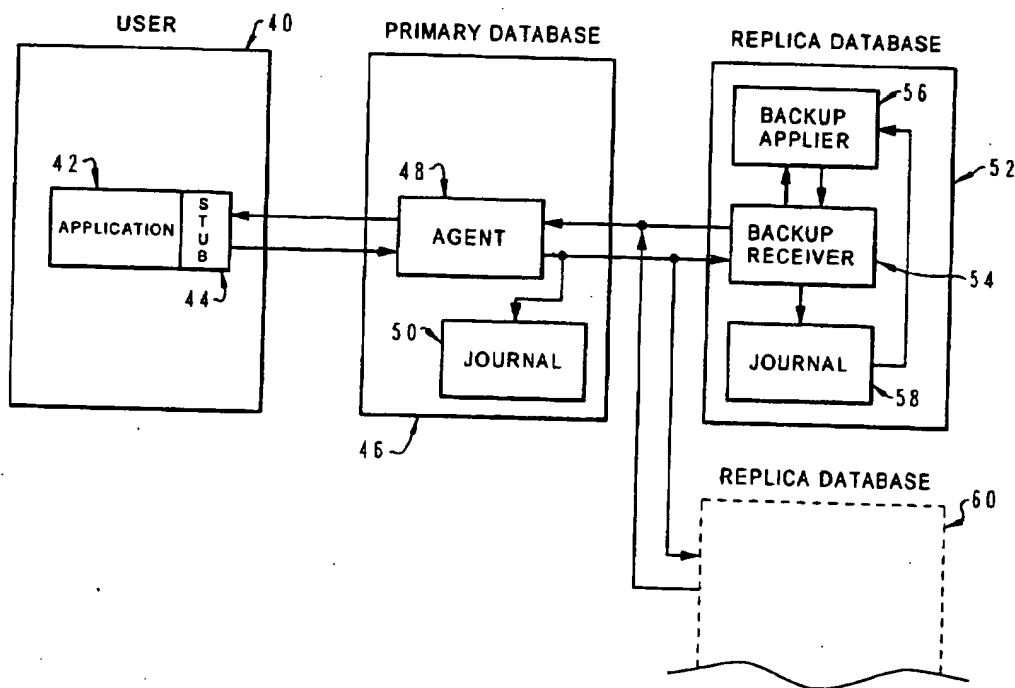 USER
40
PRIMARY DATABASE
REPLICA DATABASE
56
BACKUP
APPLIER
52
42
48
APPLICATION
STUB
AGENT
BACKUP
RECEIVER
54
44
50
JOURNAL
JOURNAL
58
46
REPLICA DATABASE
60